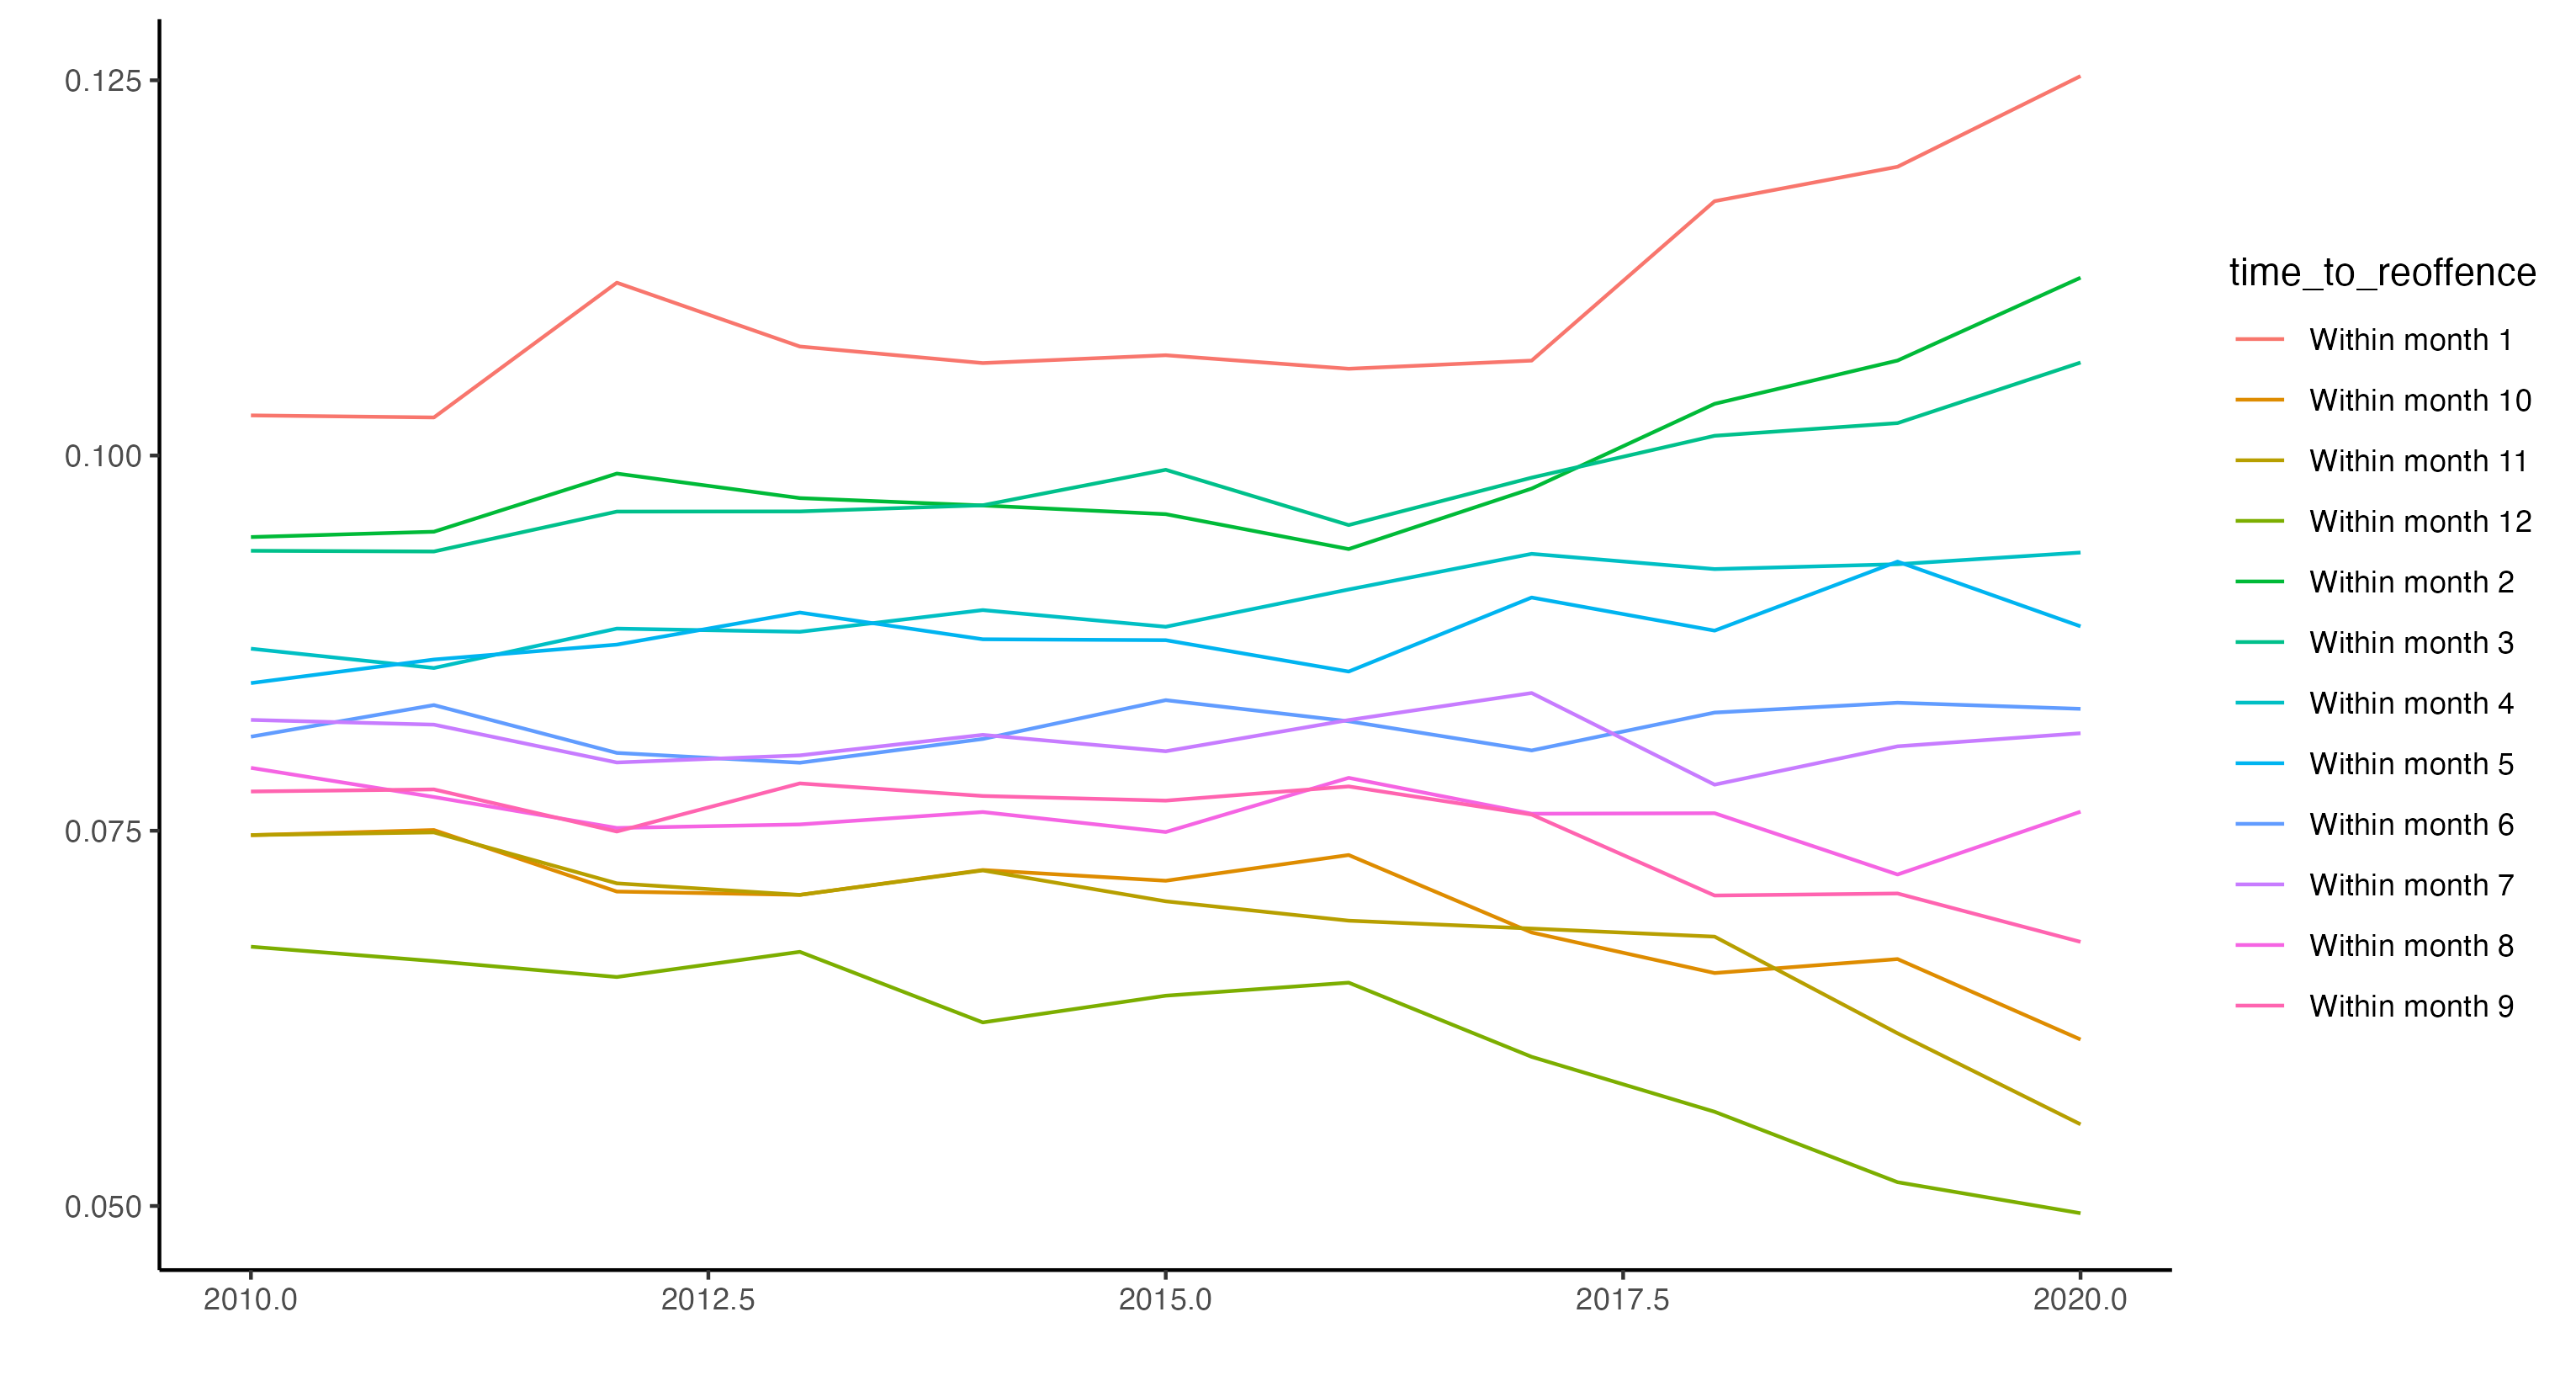 0.125
0.100
0.075
0.050
2010.0
2012.5
2015.0
2017.5
2020.0
time_to_reoffence
Within month 1
Within month 10
Within month 11
Within month 12
Within month 2
Within month 3
Within month 4
Within month 5
Within month 6
Within month 7
Within month 8
Within month 9